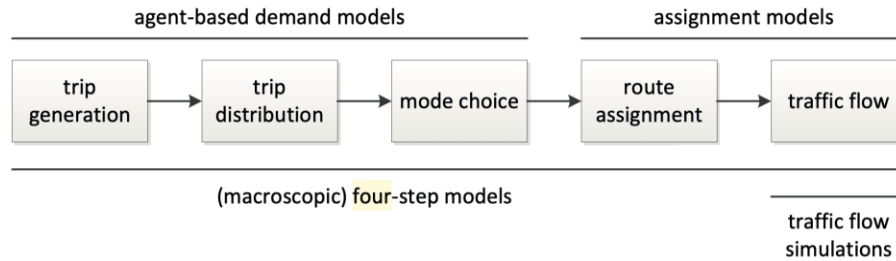 agent-based demand models
assignment models
trip
generation
trip
distribution
mode choice
route
assignment
traffic flow
(macroscopic) four-step models
traffic flow
simulations